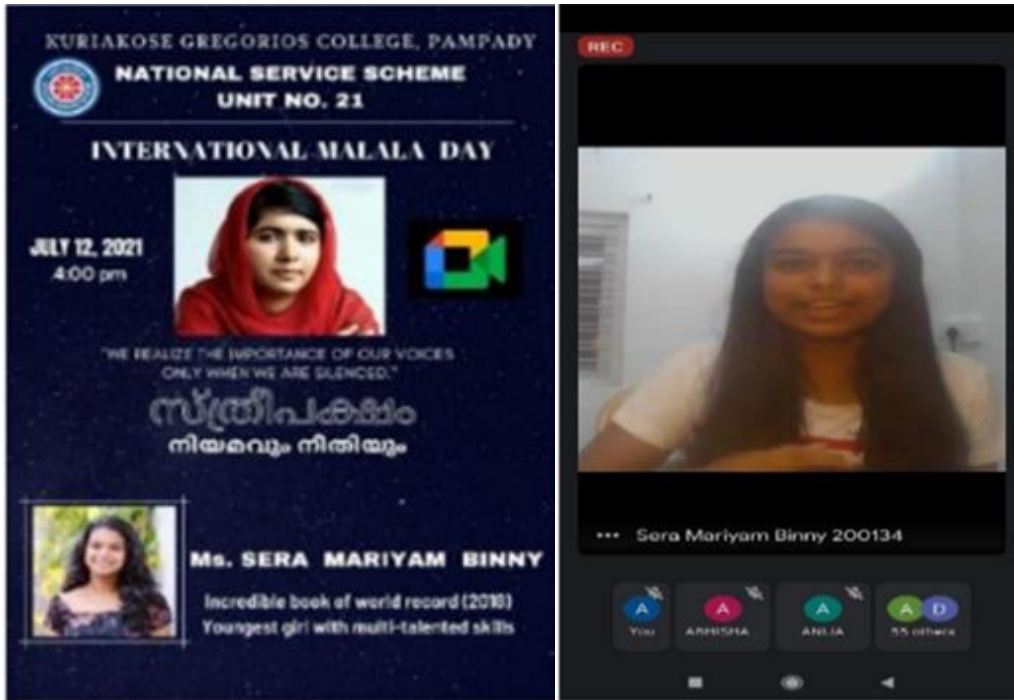 KURIAKOSE GREGORIOS COLLEGE, PAMPADY
NATIONAL SERVICE SCHEME
UNIT NO. 21
INTERNATIONAL MALALA DAY
JULY 12, 2021
4:00 pm
"WE REALIZE THE IMPORTANCE OF OUR VOICES
ONLY WHEN WE ARE SILENCED."
സ്ത്രീപക്ഷം
നിയമവും നീതിയും
Ms. SERA MARIYAM BINNY
Incredible book of world record (2018)
Youngest girl with multi-talented skills
REC
Sera Mariyam Binny 200134
A
A
A
A D
You
ABHISHA...
ANIJA
55 others